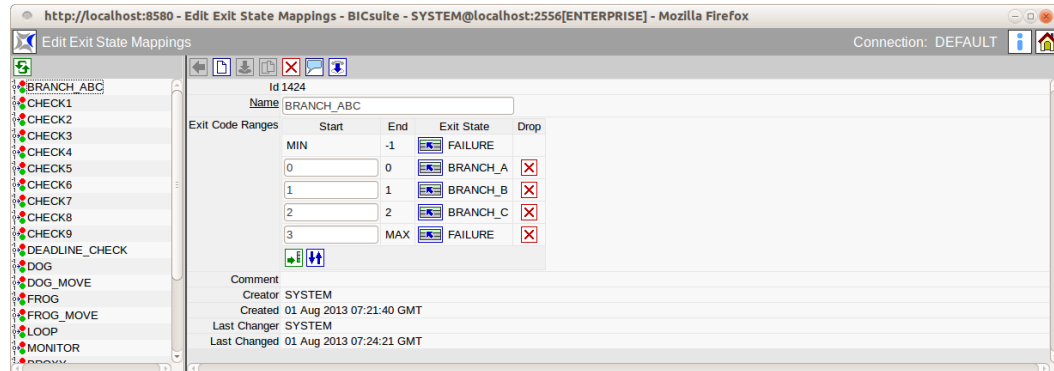 http://localhost:8580 - Edit Exit State Mappings - BICsuite - SYSTEM@localhost:2556[ENTERPRISE] - Mozilla Firefox
Edit Exit State Mappings
Connection: DEFAULT
BRANCH_ABC
CHECK1
CHECK2
CHECK3
CHECK4
CHECK5
CHECK6
CHECK7
CHECK8
CHECK9
DEADLINE_CHECK
DOG
DOG_MOVE
FROG
FROG_MOVE
LOOP
MONITOR
Id 1424
Name BRANCH_ABC
Exit Code Ranges Start End Exit State Drop
MIN -1 FAILURE
0 0 BRANCH_A
1 1 BRANCH_B
2 2 BRANCH_C
3 MAX FAILURE
Comment
Creator SYSTEM
Created 01 Aug 2013 07:21:40 GMT
Last Changer SYSTEM
Last Changed 01 Aug 2013 07:24:21 GMT